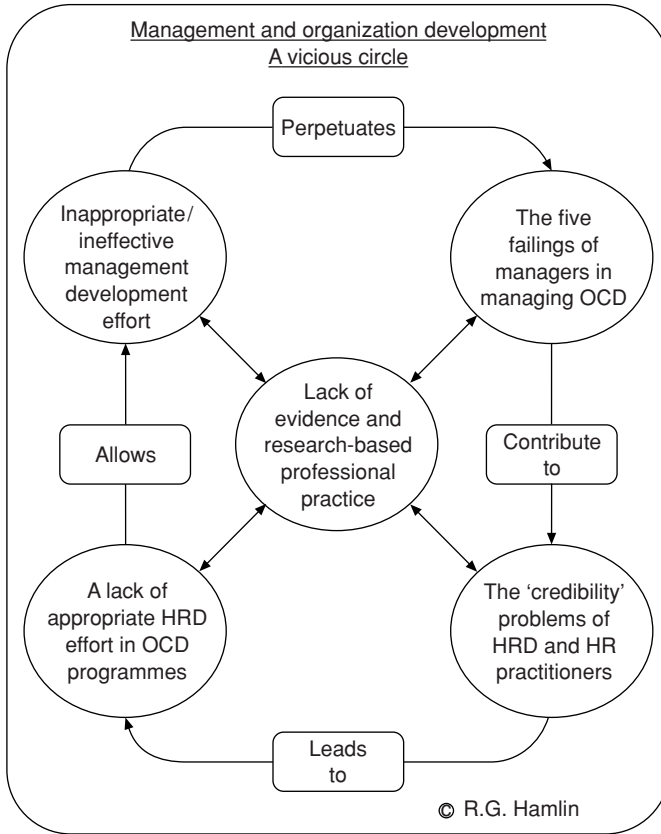 Management and organization development
A vicious circle
Perpetuates
Inappropriate/
ineffective
management
development
effort
The five
failings of
managers in
managing OCD
Lack of
evidence and
research-based
professional
practice
Allows
Contribute
to
A lack of
appropriate HRD
effort in OCD
programmes
The ‘credibility’
problems of
HRD and HR
practitioners
Leads
to
© R.G. Hamlin